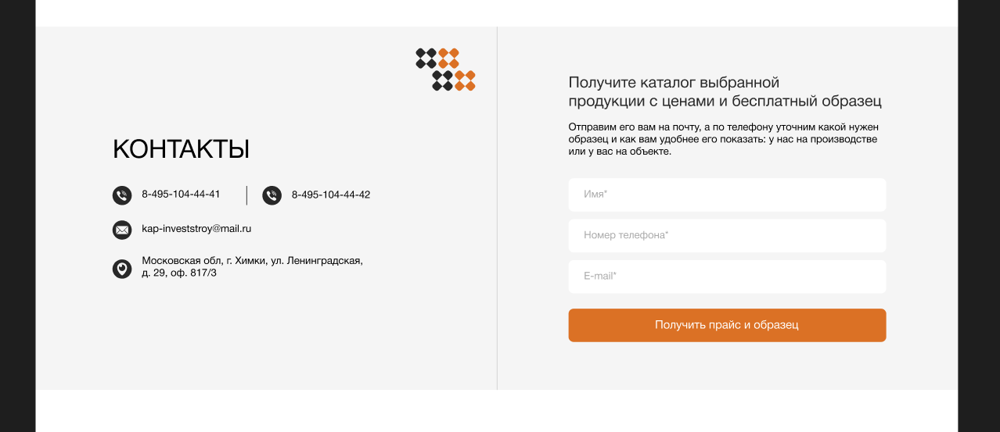 КОНТАКТЫ
8-495-104-44-41
8-495-104-44-42
kap-investstroy@mail.ru
Московская обл, г. Химки, ул. Ленинградская,
д. 29, оф. 817/3
Получите каталог выбранной
продукции с ценами и бесплатный образец
Отправим его вам на почту, а по телефону уточним какой нужен
образец и как вам удобнее его показать: у нас на производстве
или у вас на объекте.
Имя*
Номер телефона*
E-mail*
Получить прайс и образец